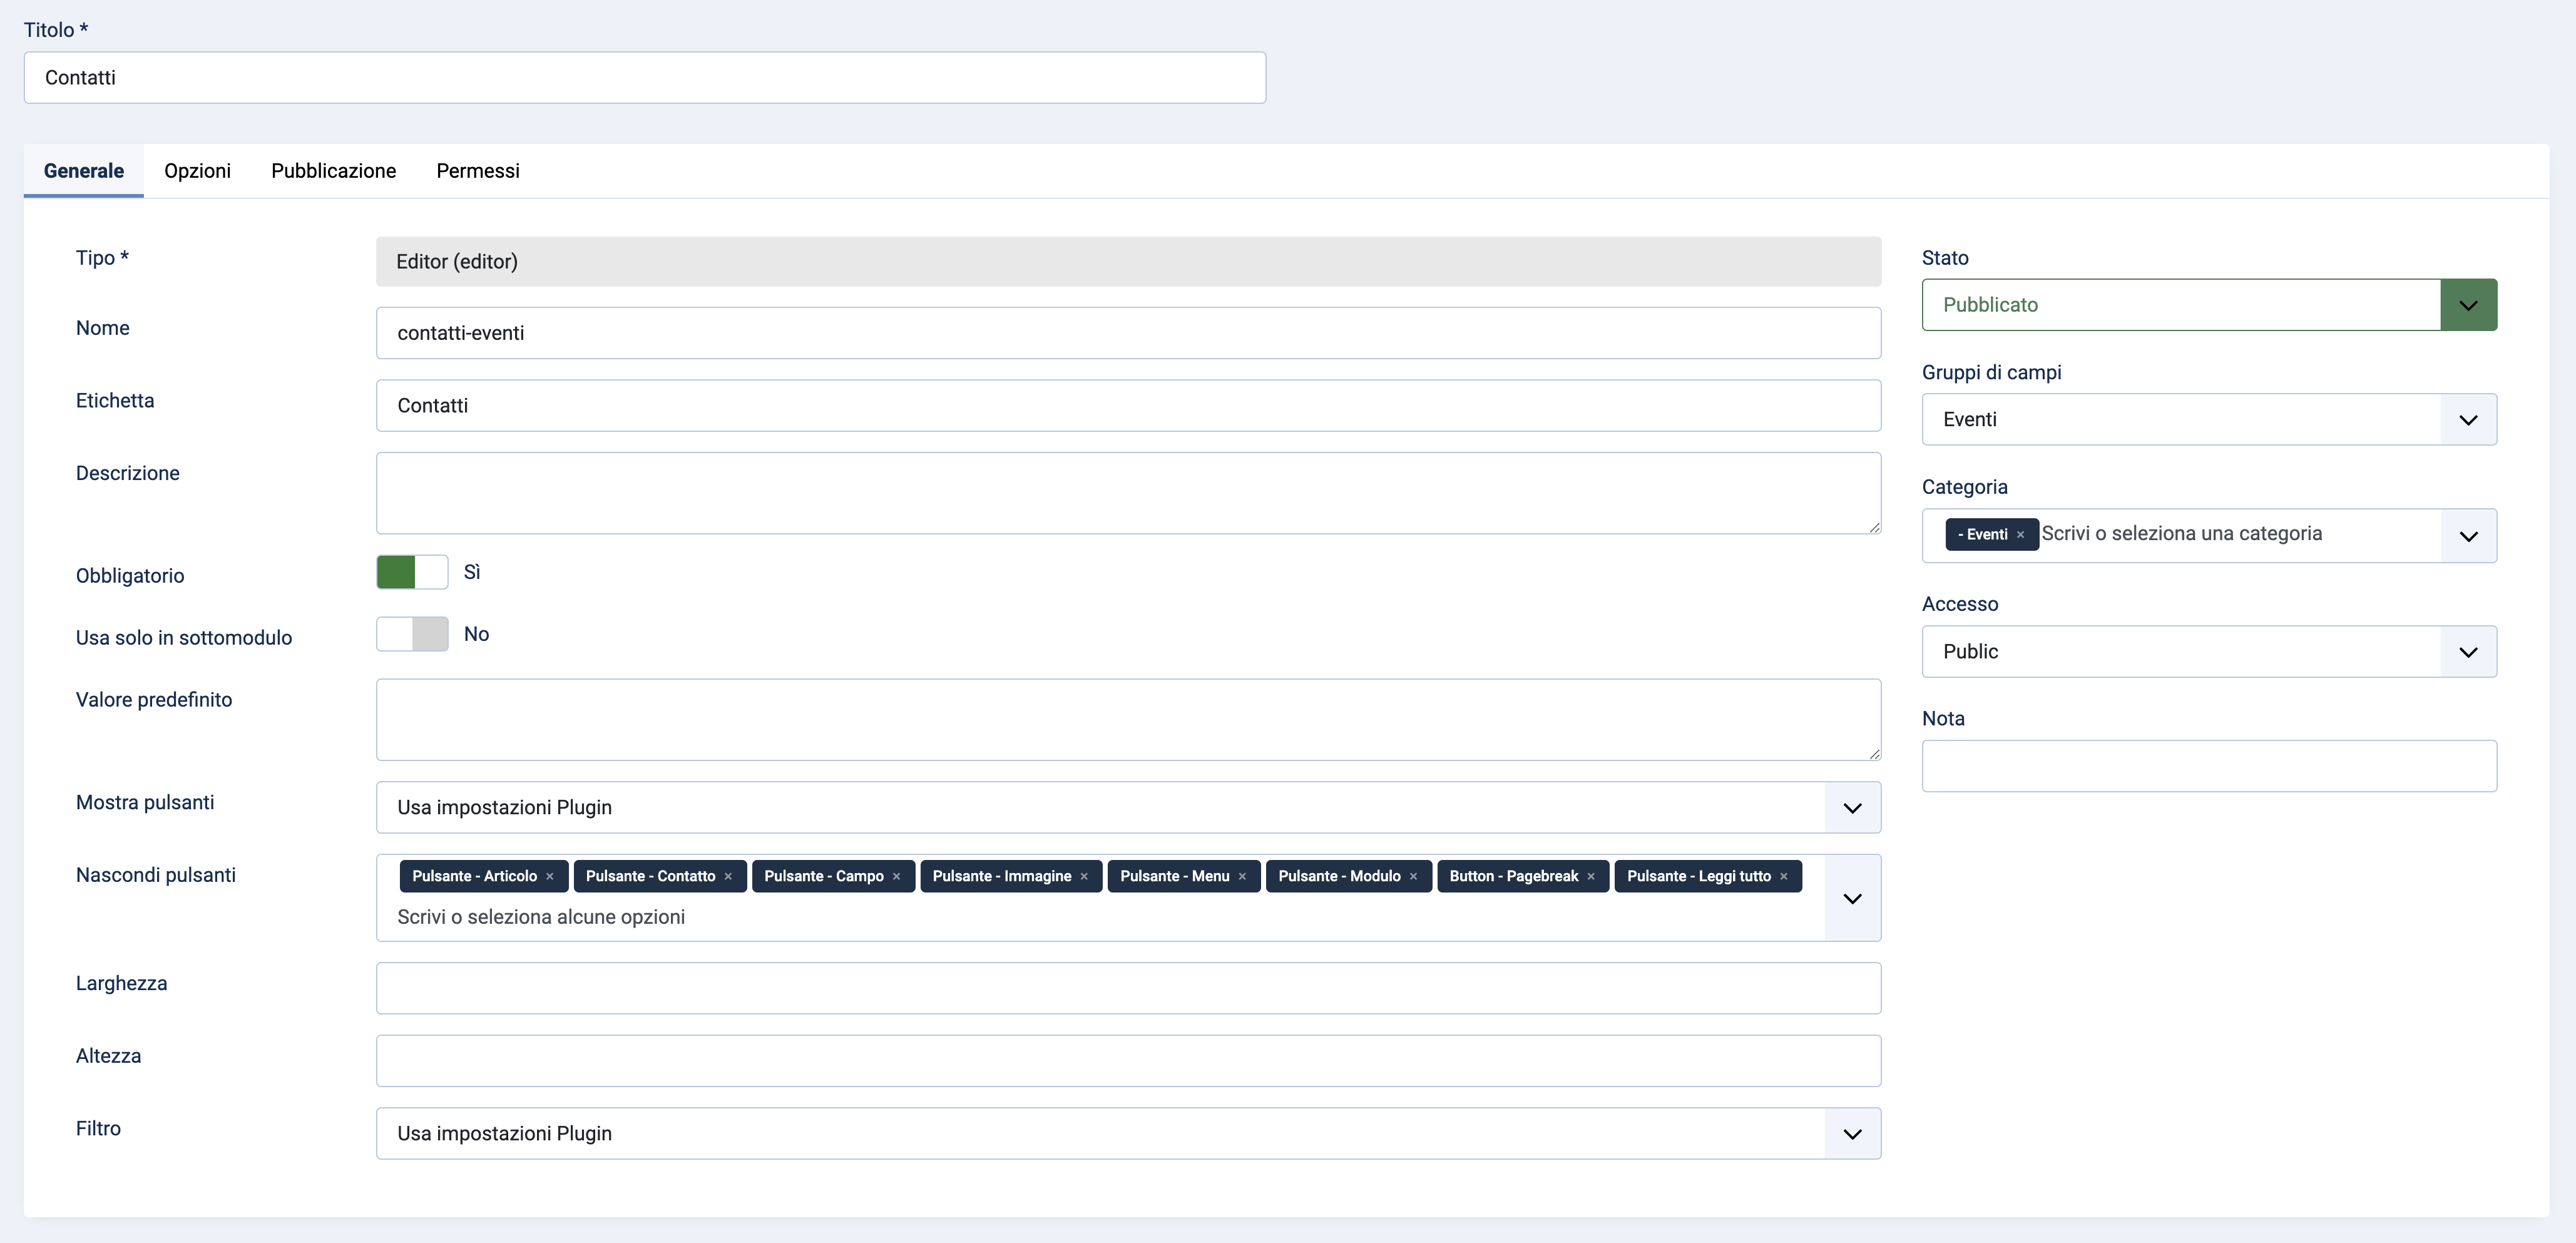 Titolo *
Contatti
Generale Opzioni Pubblicazione Permessi
Tipo *
Editor (editor)
Nome
contatti-eventi
Etichetta
Contatti
Descrizione
Obbligatorio
Sì
Usa solo in sottomodulo
No
Valore predefinito
Mostra pulsanti
Usa impostazioni Plugin
Nascondi pulsanti
Pulsante - Articolo × Pulsante - Contatto × Pulsante - Campo × Pulsante - Immagine × Pulsante - Menu × Pulsante - Modulo × Button - Pagebreak × Pulsante - Leggi tutto ×
Scrivi o seleziona alcune opzioni
Larghezza
Altezza
Filtro
Usa impostazioni Plugin
Stato
Pubblicato
Gruppi di campi
Eventi
Categoria
- Eventi × Scrivi o seleziona una categoria
Accesso
Public
Nota